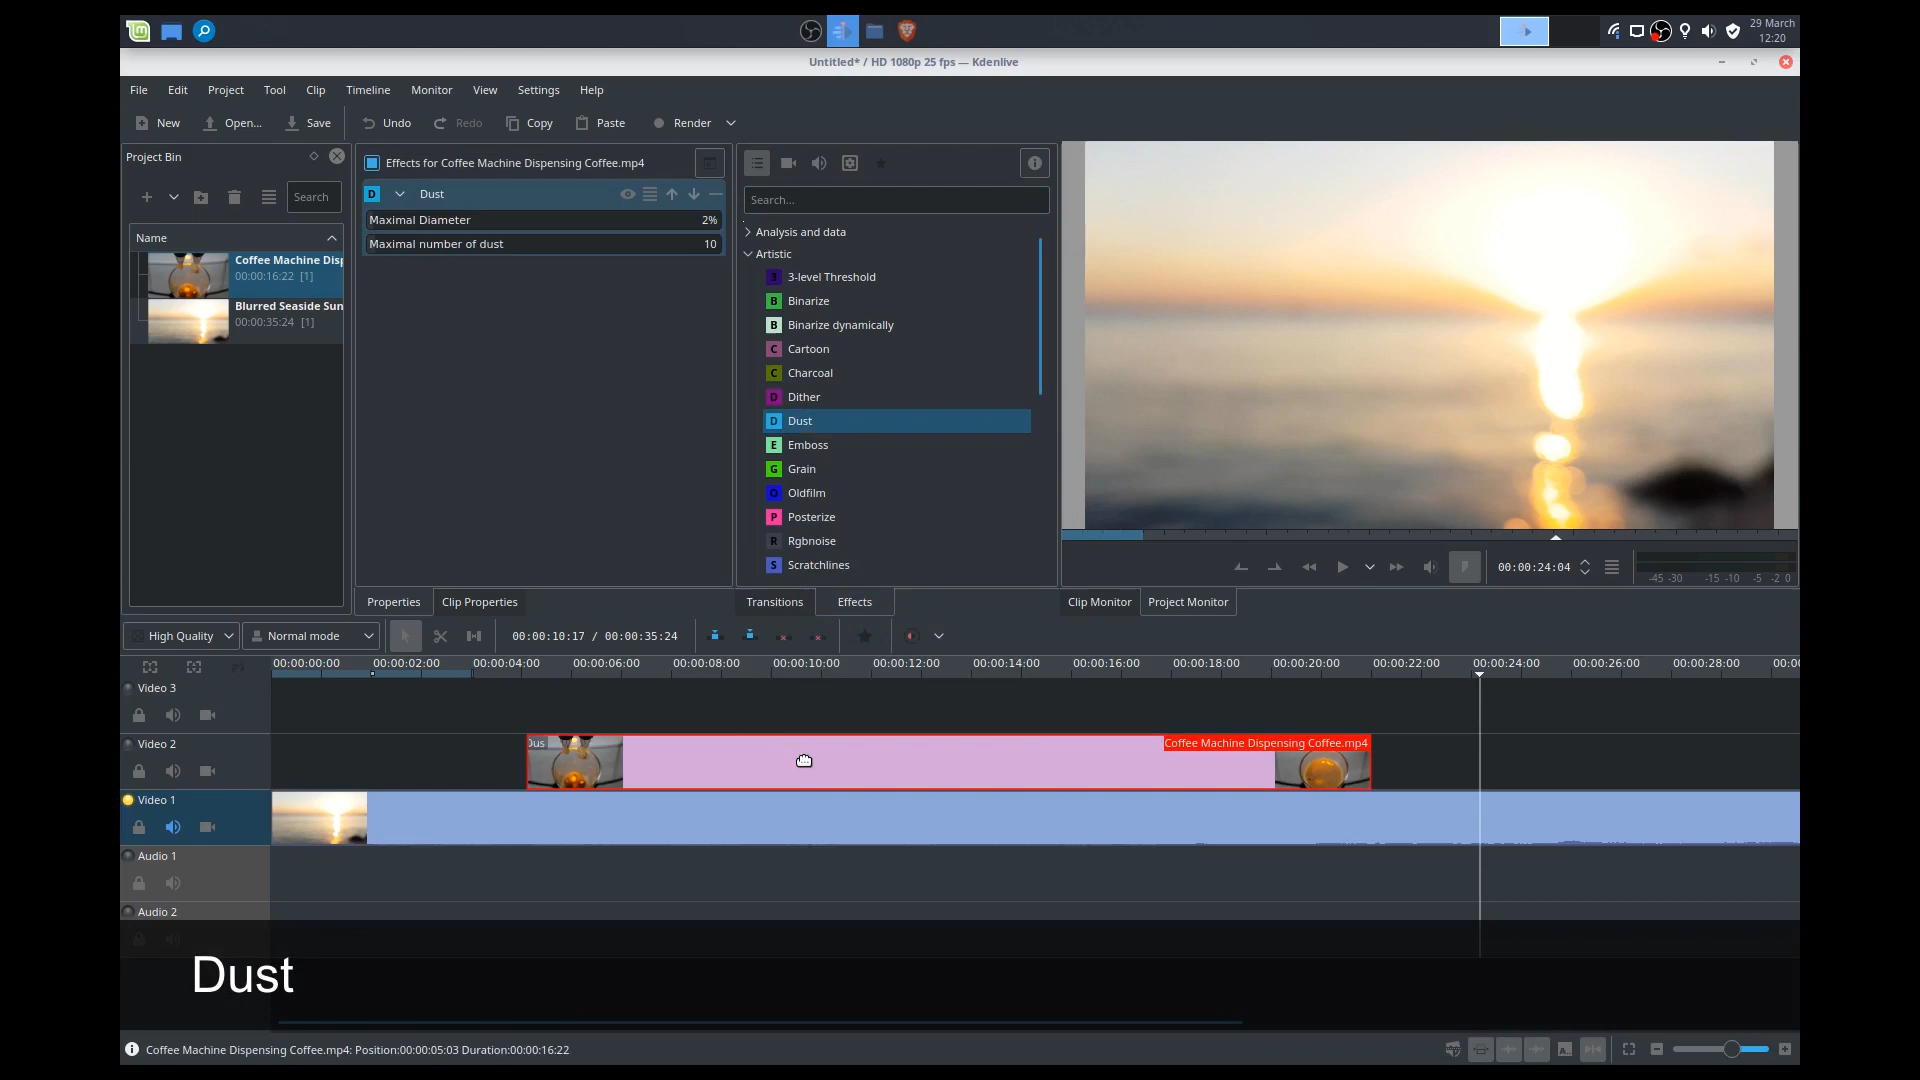 29 March
12:20
Untitled* / HD 1080p 25 fps — Kdenlive
File Edit Project Tool Clip Timeline Monitor View Settings Help
New Open... Save Undo Redo Copy Paste Render
Project Bin
Search
Name
Coffee Machine Disp
00:00:16:22 [1]
Blurred Seaside Sun
00:00:35:24 [1]
Effects for Coffee Machine Dispensing Coffee.mp4
D Dust
Maximal Diameter 2%
Maximal number of dust 10
Search...
Analysis and data
Artistic
3 3-level Threshold
B Binarize
B Binarize dynamically
C Cartoon
C Charcoal
D Dither
D Dust
E Emboss
G Grain
O Oldfilm
P Posterize
R Rgbnoise
S Scratchlines
00:00:24:04
-45 -30 -15 -10 -5 -2 0
Properties Clip Properties Transitions Effects Clip Monitor Project Monitor
High Quality Normal mode 00:00:10:17 / 00:00:35:24
00:00:00:00 00:00:02:00 00:00:04:00 00:00:06:00 00:00:08:00 00:00:10:00 00:00:12:00 00:00:14:00 00:00:16:00 00:00:18:00 00:00:20:00 00:00:22:00 00:00:24:00 00:00:26:00 00:00:28:00 00:0
Video 3
Video 2
Dus
Coffee Machine Dispensing Coffee.mp4
Video 1
Audio 1
Audio 2
Dust
Coffee Machine Dispensing Coffee.mp4: Position:00:00:05:03 Duration:00:00:16:22